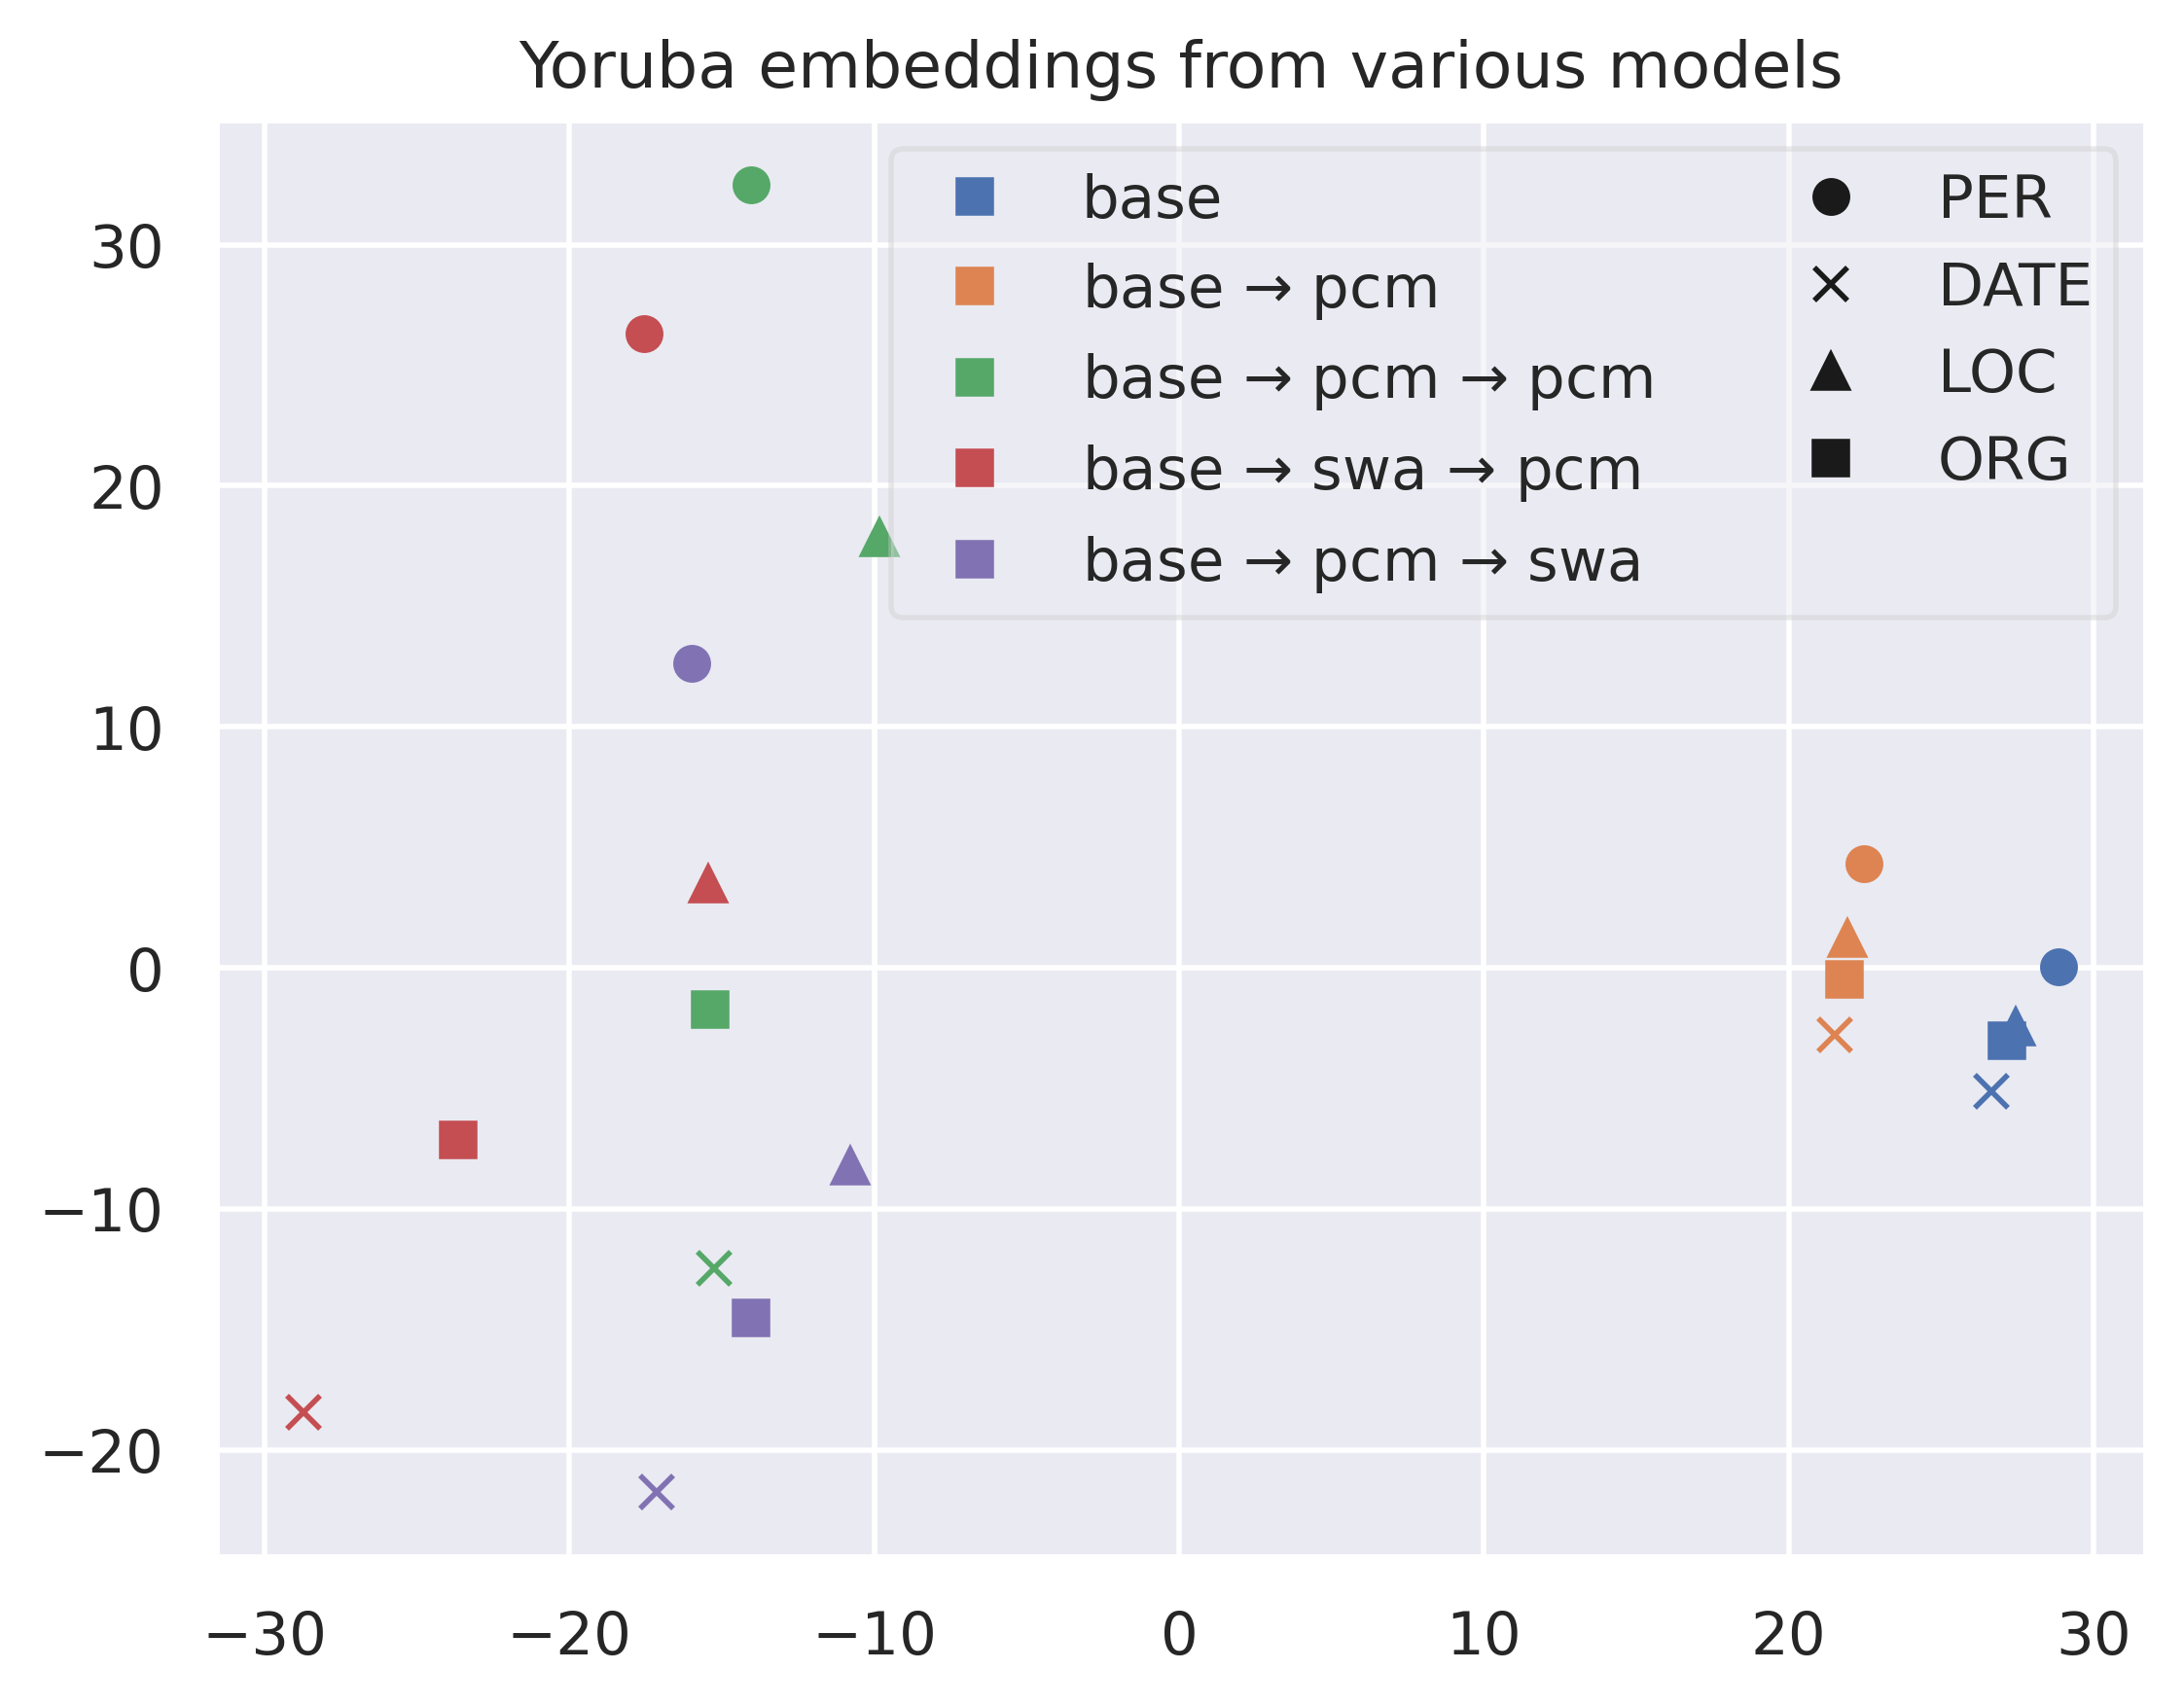 Yoruba embeddings from various models
base
base → pcm
base → pcm → pcm
base → swa → pcm
base → pcm → swa
PER
DATE
LOC
ORG
30
20
10
0
−10
−20
−30 −20 −10 0 10 20 30